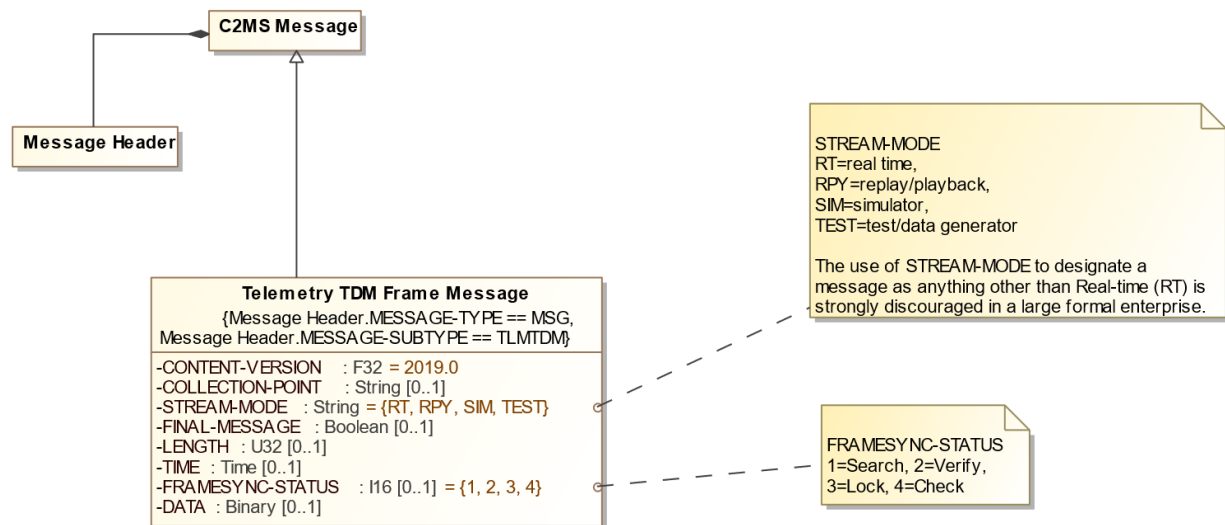 C2MS Message
Message Header
STREAM-MODE
RT=real time,
RPY=replay/playback,
SIM=simulator,
TEST=test/data generator
The use of STREAM-MODE to designate a
message as anything other than Real-time (RT) is
strongly discouraged in a large formal enterprise.
Telemetry TDM Frame Message
{Message Header.MESSAGE-TYPE == MSG,
Message Header.MESSAGE-SUBTYPE == TLMTDM}
-CONTENT-VERSION : F32 = 2019.0
-COLLECTION-POINT : String [0..1]
-STREAM-MODE : String = {RT, RPY, SIM, TEST}
-FINAL-MESSAGE : Boolean [0..1]
-LENGTH : U32 [0..1]
-TIME : Time [0..1]
-FRAMESYNC-STATUS : I16 [0..1] = {1, 2, 3, 4}
-DATA : Binary [0..1]
FRAMESYNC-STATUS
1=Search, 2=Verify,
3=Lock, 4=Check